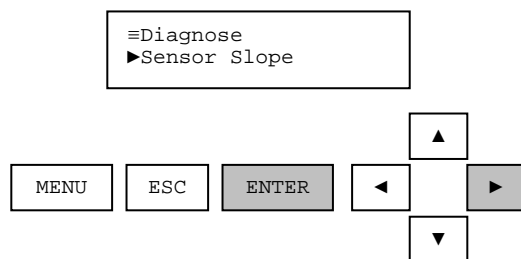 ≡Diagnose
►Sensor Slope
▲
MENU ESC ENTER ◄ ►
▼